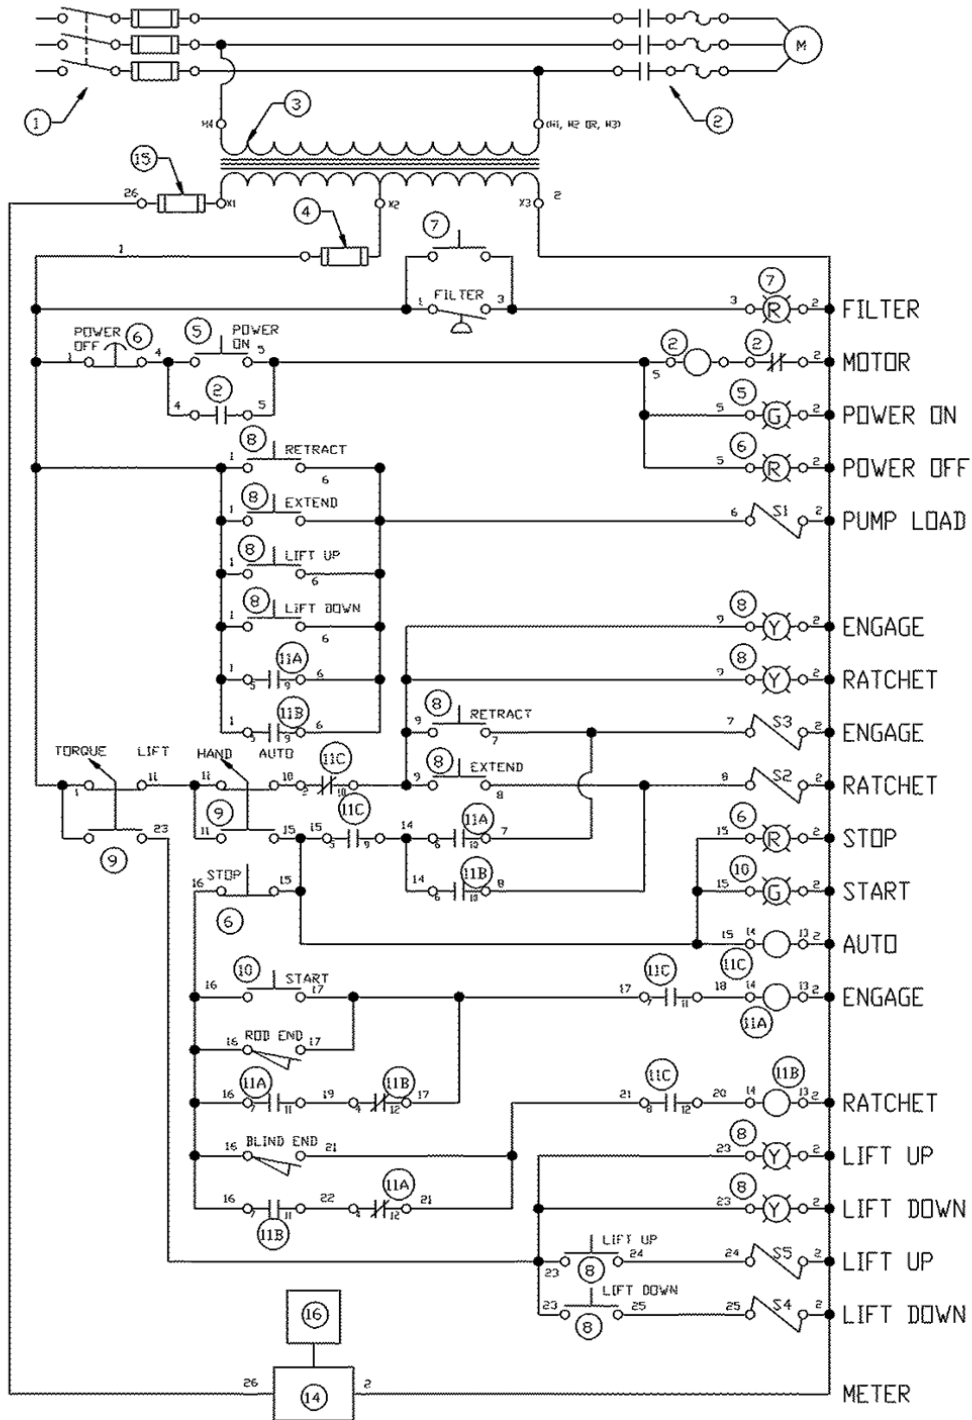 M
1
3
2
H4
(H1, H2 OR, H3)
15
26
X1
4
X2
X3
2
1
7
7
1 FILTER 3
3 R 2 FILTER
POWER OFF
6
5
POWER ON
1
4
5
2
2
5
2 MOTOR
4
2
5
5
5 G 2 POWER ON
6
5 R 2 POWER OFF
8
1 RETRACT
6
8
1 EXTEND
6 S1 2 PUMP LOAD
8
1 LIFT UP
6
8
1 LIFT DOWN
6
8
9 Y 2 ENGAGE
11A
1 5 9 6
8
9 Y 2 RATCHET
11B
1 5 9 6
8
9 RETRACT
7
7 S3 2 ENGAGE
TORQUE LIFT HAND AUTO
11C
8
1 11 11 10 2 10 9 EXTEND
8
8 S2 2 RATCHET
11C
9
23 11 15 15 5 9 14 6 11A 10 7
6
15 R 2 STOP
9
STOP
16 15
6
14 6 11B 10 8
10
15 G 2 START
15 14 13 2 AUTO
11C
10
16 START
17
11C
17 7 11 18 14 13 2 ENGAGE
11A
ROD END
16 17
11A
16 7 11 19 4 11B 12 17
11C
21 8 12 20 14 11B 13 2 RATCHET
BLIND END
16 21
8
23 Y 2 LIFT UP
16 7 11 22 4 11A 12 21
11B
8
23 Y 2 LIFT DOWN
LIFT UP
23 8 24 24 S5 2 LIFT UP
LIFT DOWN
23 8 25 25 S4 2 LIFT DOWN
16
26 14 2 METER